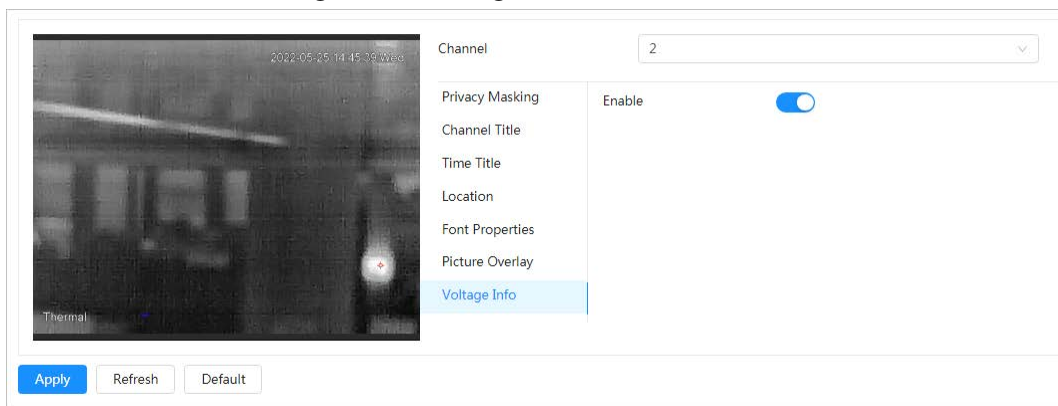 2022-05-25 14:45:39 Wed
Thermal
Channel
2
Privacy Masking
Channel Title
Time Title
Location
Font Properties
Picture Overlay
Voltage Info
Enable
Apply
Refresh
Default